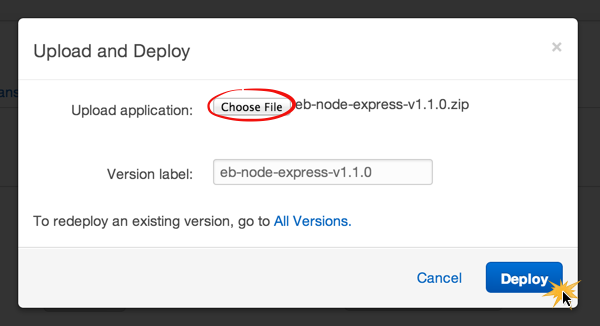 Upload and Deploy ×
ans
Upload application: Choose File eb-node-express-v1.1.0.zip
Version label: eb-node-express-v1.1.0
To redeploy an existing version, go to All Versions.
Cancel Deploy